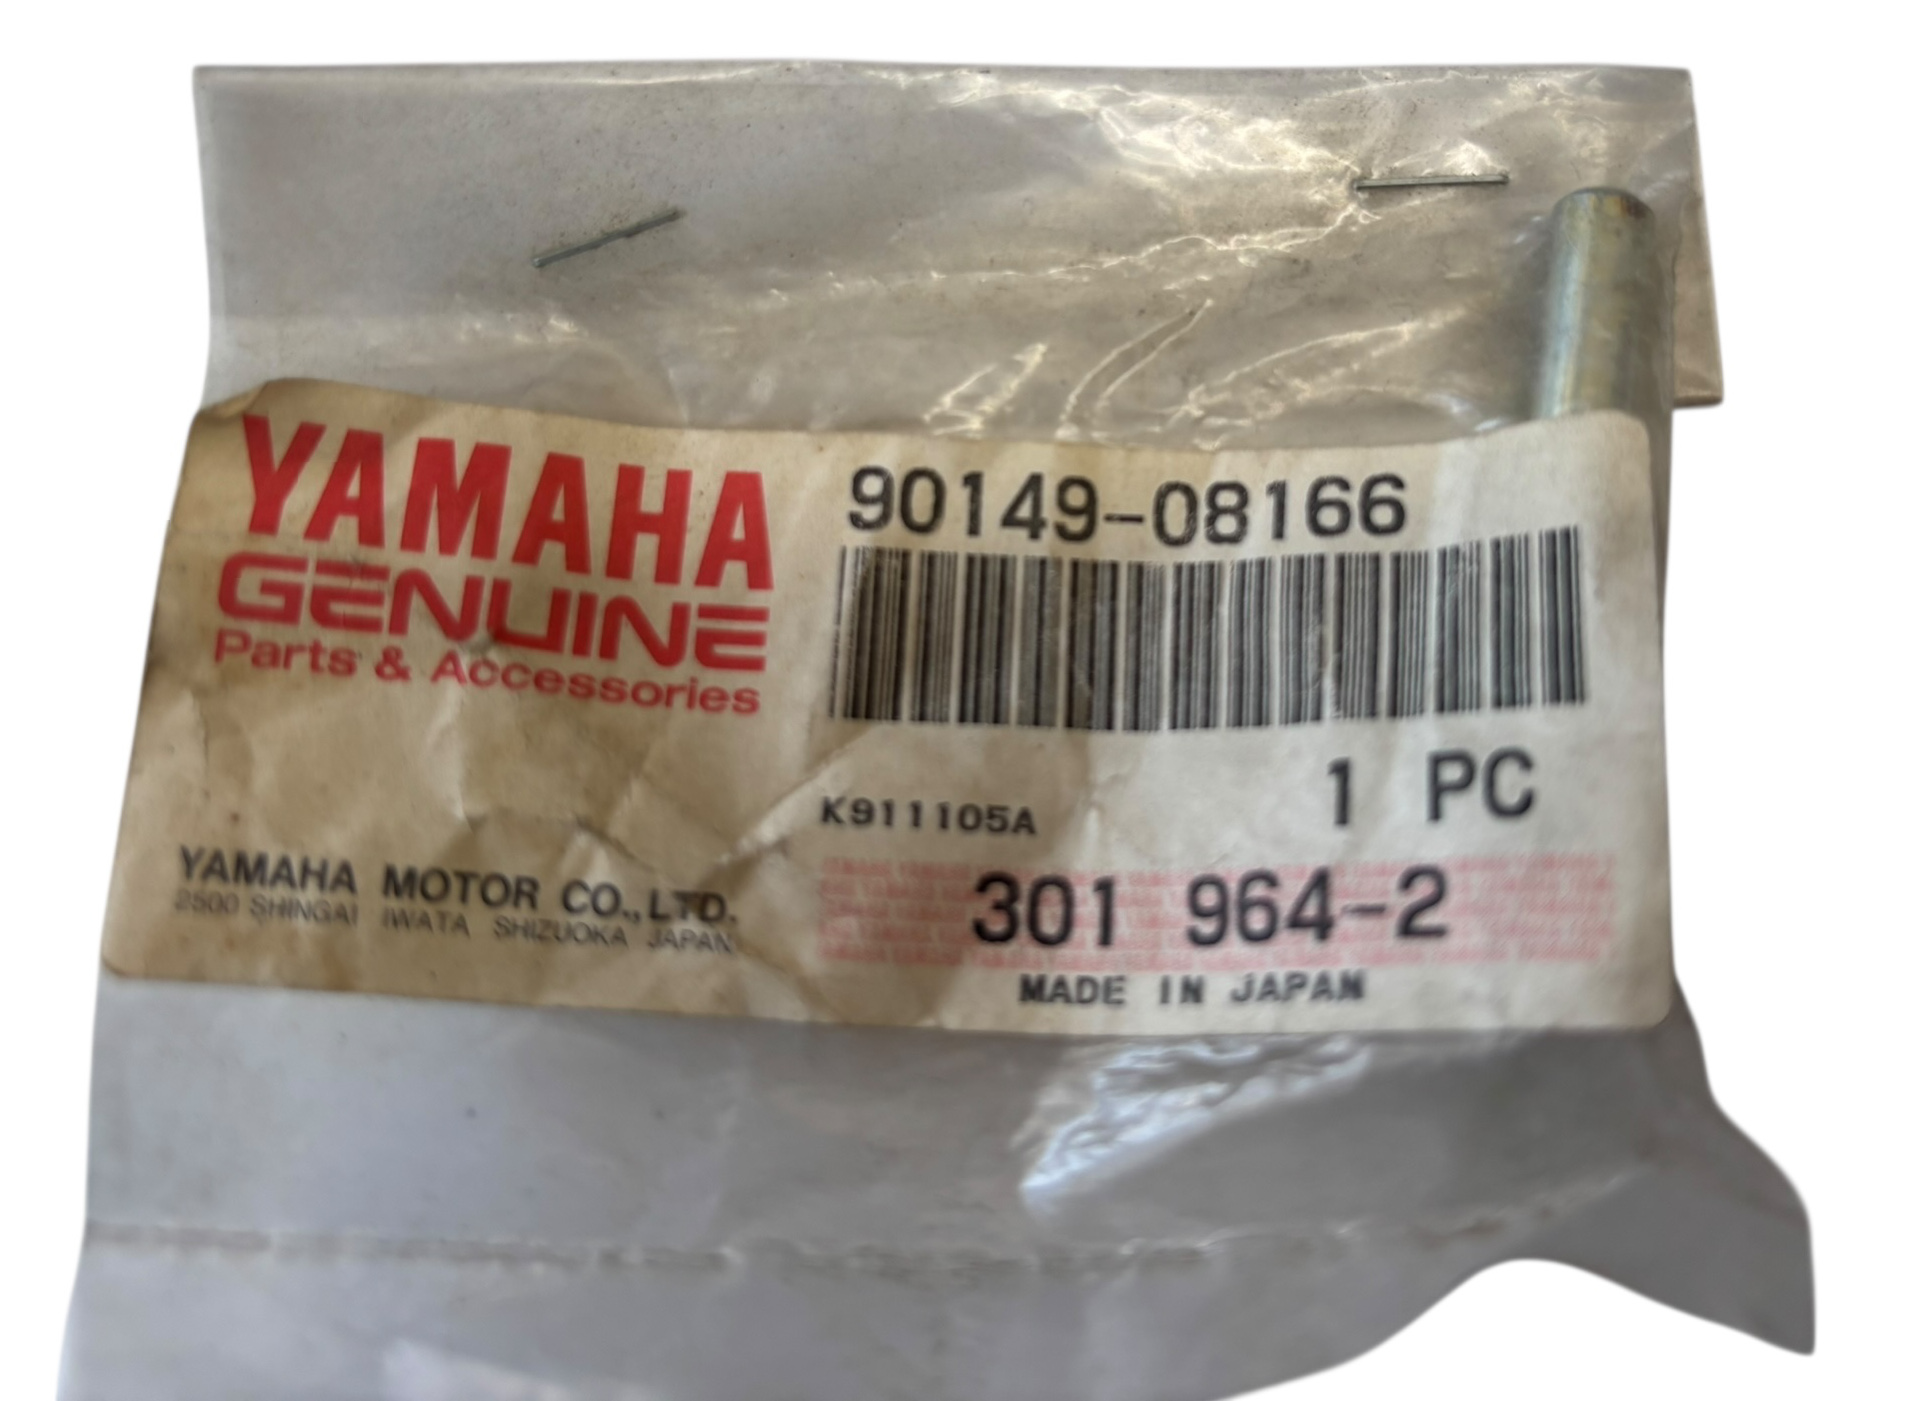 YAMAHA
GENUINE
Parts & Accessories
YAMAHA MOTOR CO., LTD.
2500 SHINGAI IWATA SHIZUOKA JAPAN
90149-08166
1 PC
K911105A
301 964-2
MADE IN JAPAN